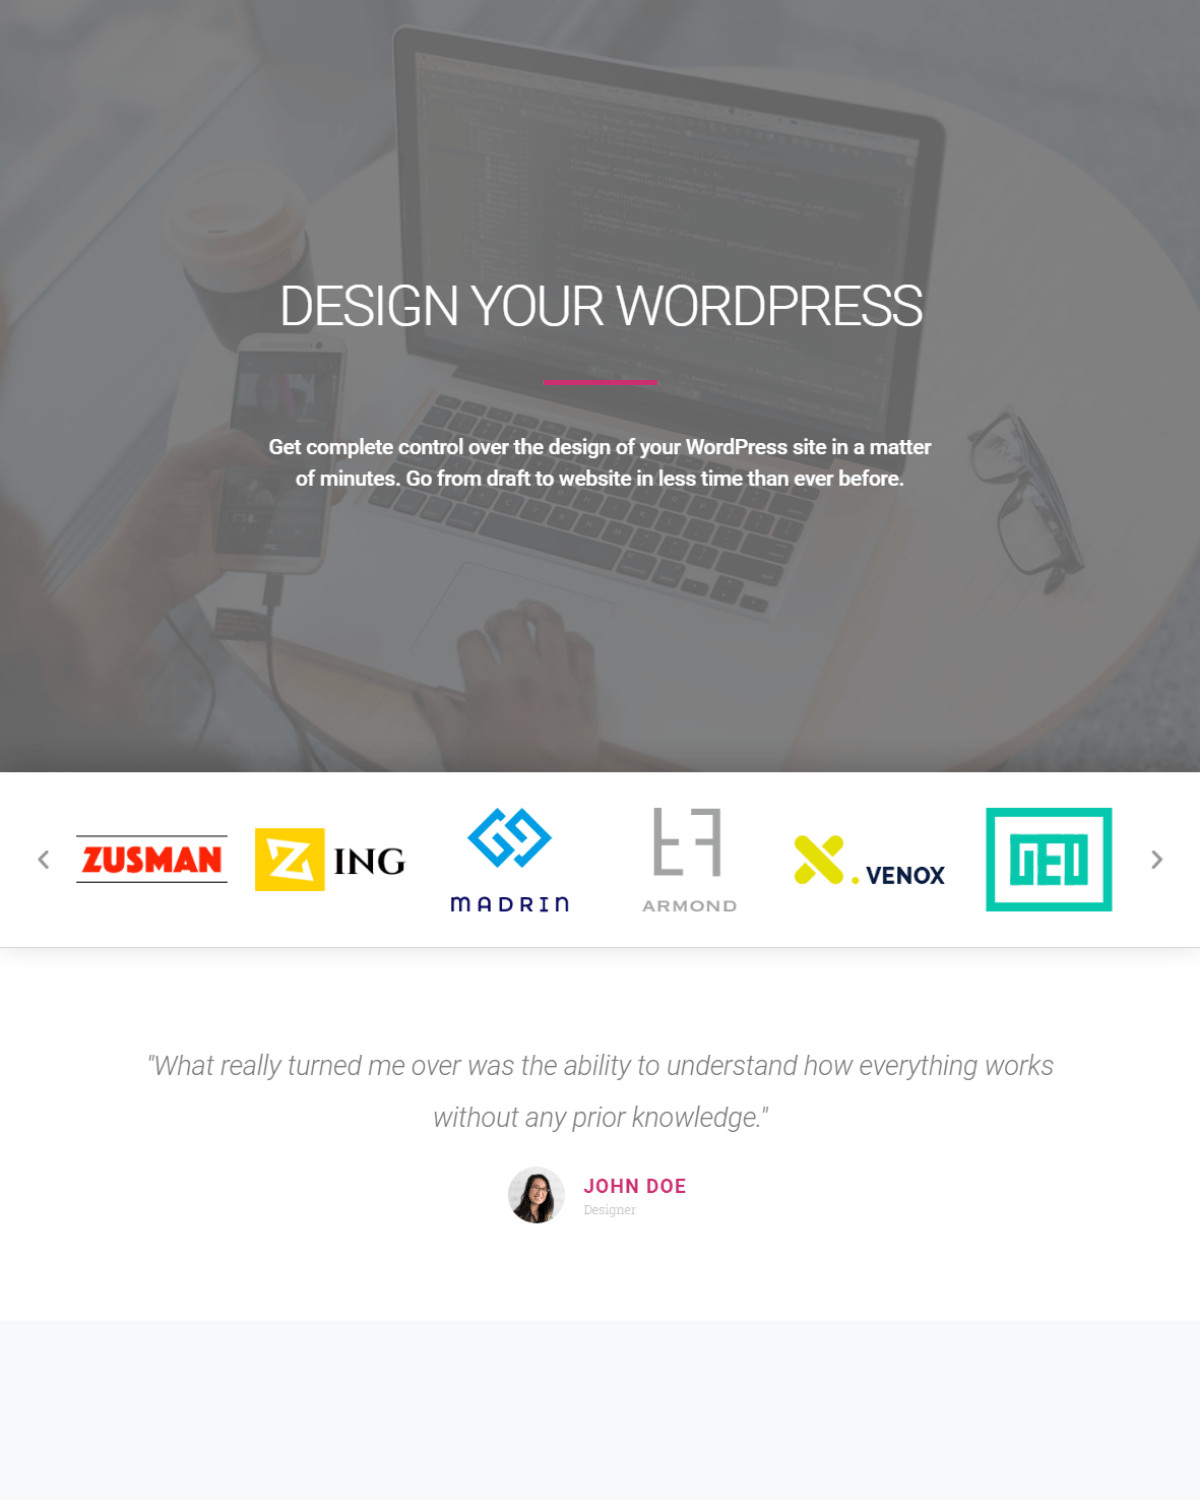 DESIGN YOUR WORDPRESS
Get complete control over the design of your WordPress site in a matter
of minutes. Go from draft to website in less time than ever before.
ZUSMAN
ZING
MADRIN
ARMOND
X. VENOX
GEO
"What really turned me over was the ability to understand how everything works
without any prior knowledge."
JOHN DOE
Designer